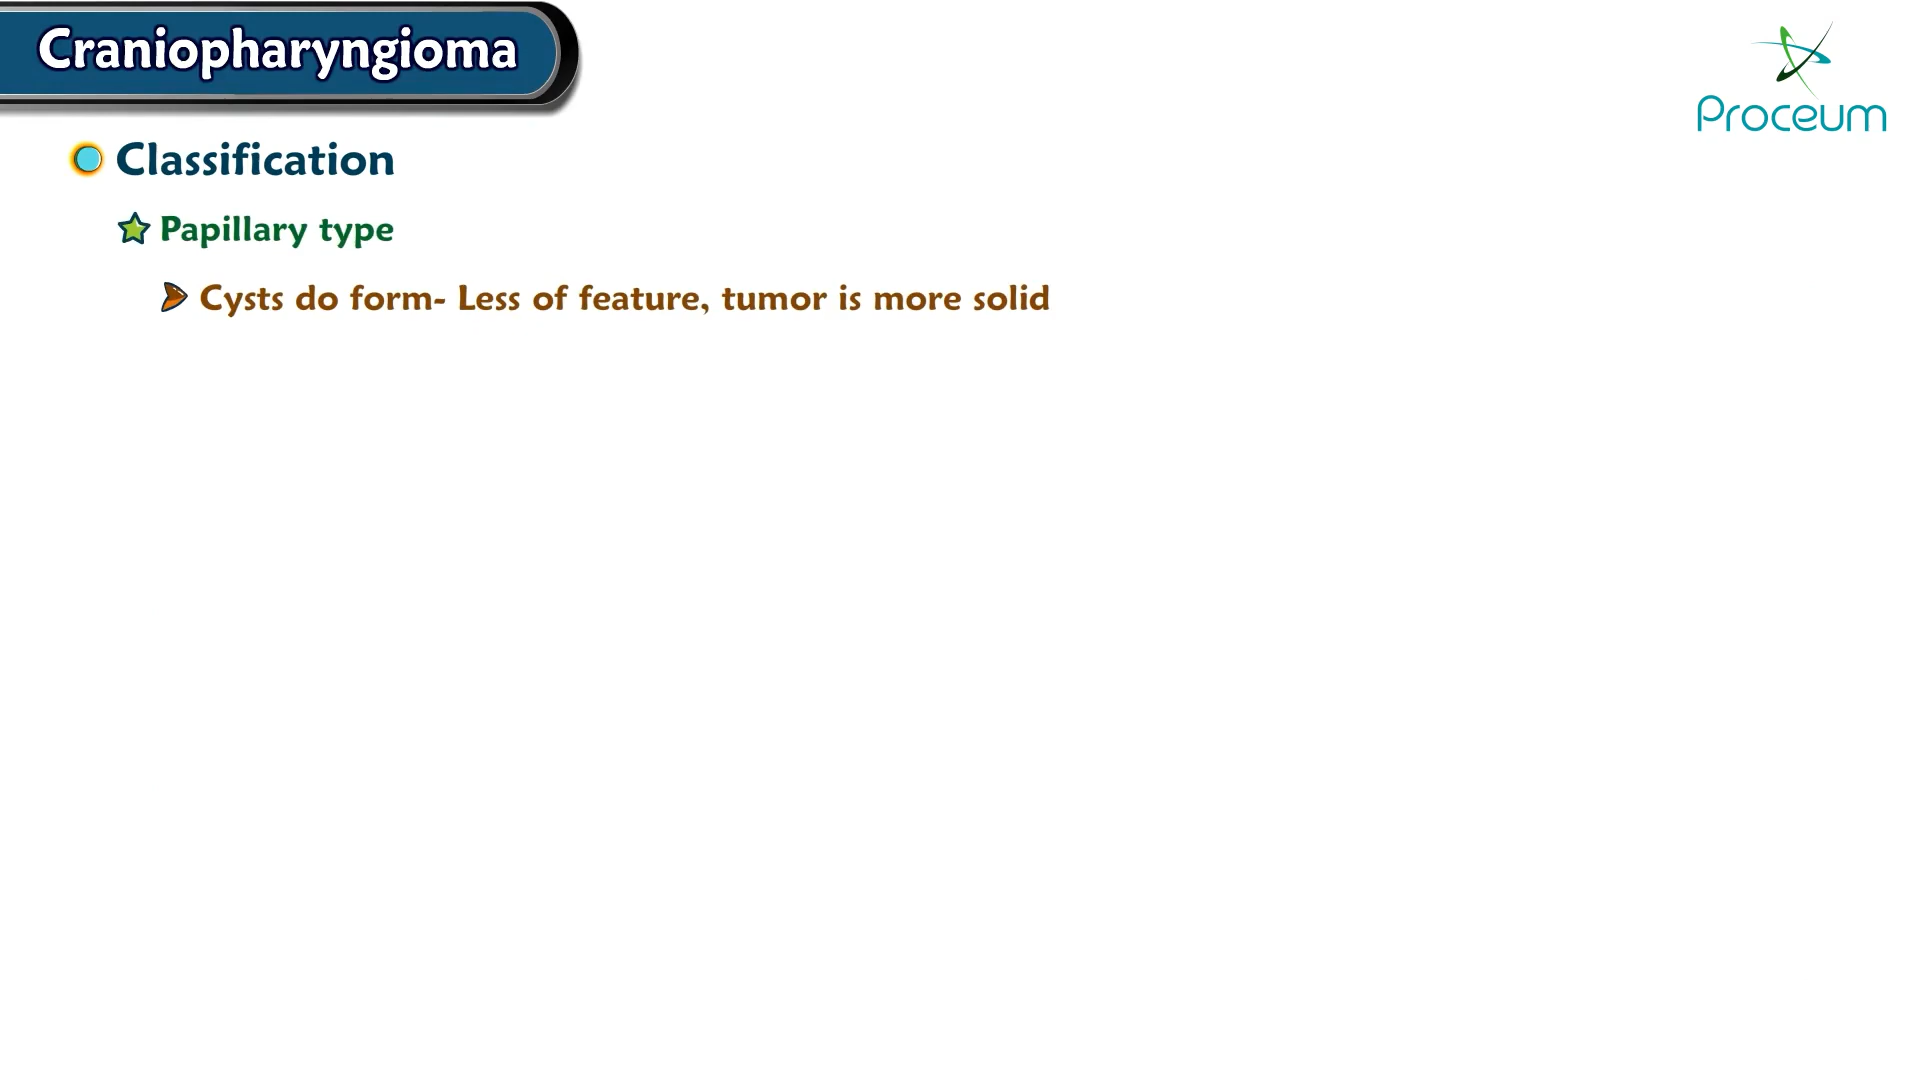 Craniopharyngioma
Proceum
Classification
Papillary type
Cysts do form- Less of feature, tumor is more solid